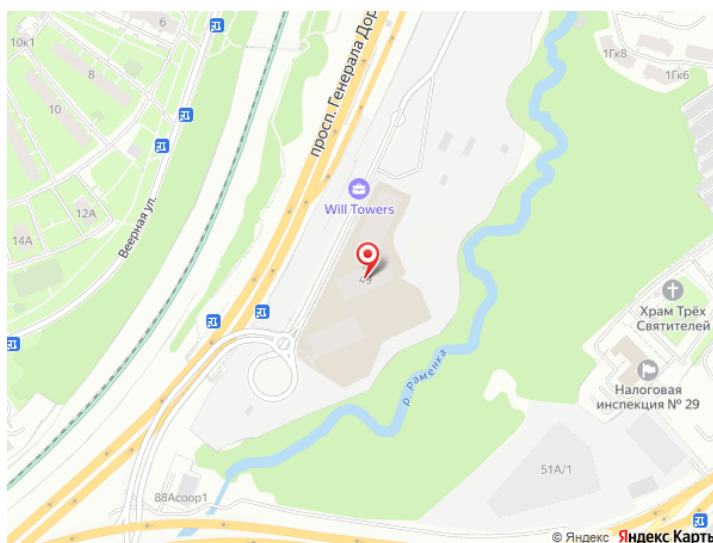 6
10к1
8
10
12А
14А
Веерная ул.
просп. Генерала Дор
1Гк8
1Гк6
Will Towers
49
Храм Трёх
Святителей
Налоговая
инспекция № 29
р. Раменка
51А/1
88Асоор1
© Яндекс Яндекс Карты